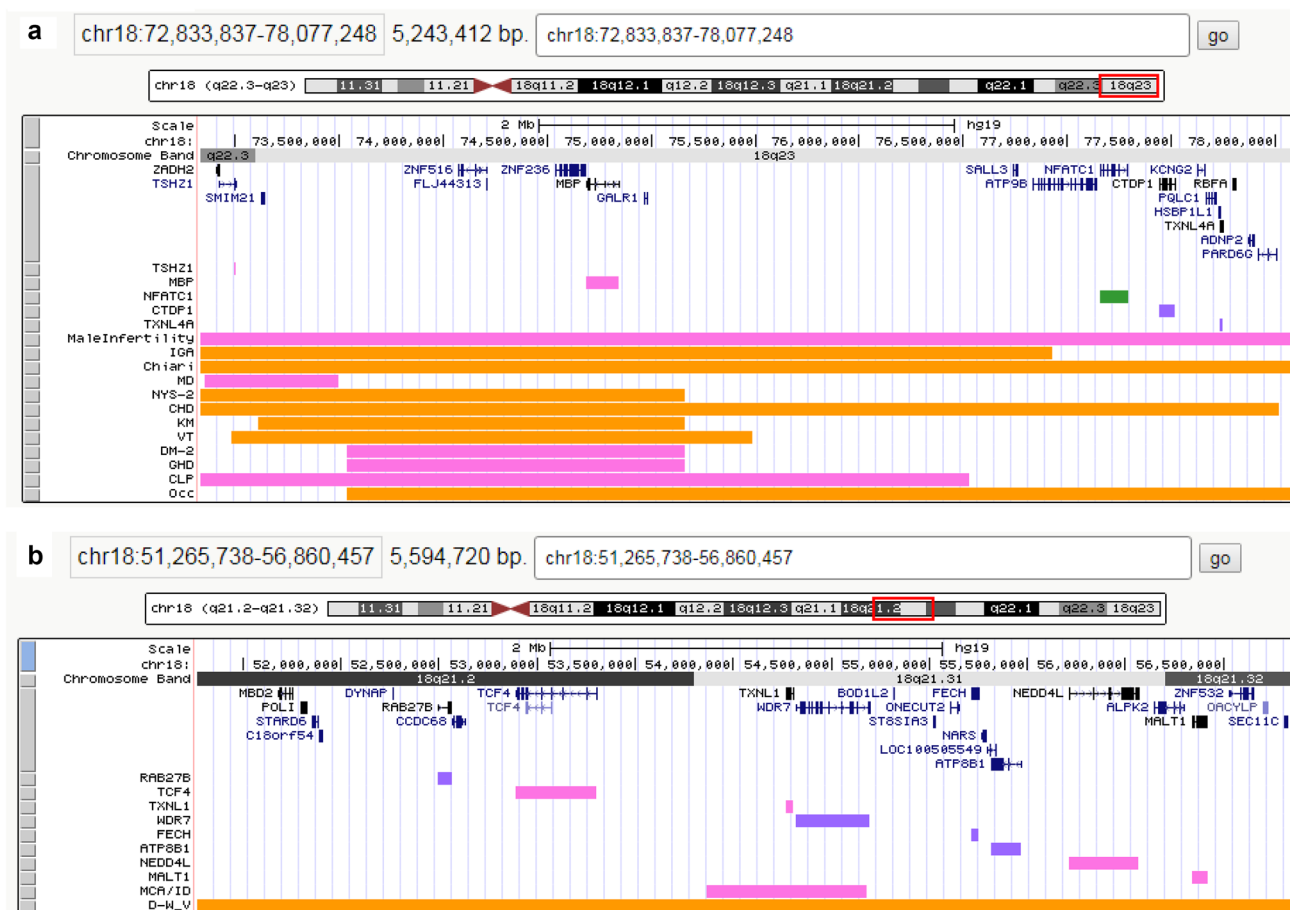 a chr18:72,833,837-78,077,248 5,243,412 bp. chr18:72,833,837-78,077,248 go
chr18 (q22.3-q23) 11.31 11.21 18q11.2 18q12.1 q12.2 18q12.3 q21.1 18q21.2 q22.1 q22.3 18q23
Scale 2 Mb hg19
chr18: 73,500,000 74,000,000 74,500,000 75,000,000 75,500,000 76,000,000 76,500,000 77,000,000 77,500,000 78,000,000
Chromosome Band q22.3 18q23
ZADH2 ZNF516 ZNF236 SALL3 NFATC1 KCNG2
TSHZ1 FLJ44313 MBP ATP9B CTDP1 RBFA
SMIM21 GALR1 PQLC1
HSBP1L1
TXNL4A
ADNP2
PARD6G
TSHZ1
MBP
NFATC1
CTDP1
TXNL4A
MaleInfertility
IGA
Chiari
MD
NYS-2
CHD
KM
VT
DM-2
GHD
CLP
Occ
b chr18:51,265,738-56,860,457 5,594,720 bp. chr18:51,265,738-56,860,457 go
chr18 (q21.2-q21.32) 11.31 11.21 18q11.2 18q12.1 q12.2 18q12.3 q21.1 18q21.2 q22.1 q22.3 18q23
Scale 2 Mb hg19
chr18: 52,000,000 52,500,000 53,000,000 53,500,000 54,000,000 54,500,000 55,000,000 55,500,000 56,000,000 56,500,000
Chromosome Band 18q21.2 18q21.31 18q21.32
MBD2 DYNAP TCF4 TXNL1 BOD1L2 FECH NEDD4L ZNF532
POLI RAB27B TCF4 WDR7 ONECUT2 ALPK2 OACYLP
STARD6 CCDC68 ST8SIA3 MALT1 SEC11C
C18orf54 NARS
LOC100505549
ATP8B1
RAB27B
TCF4
TXNL1
WDR7
FECH
ATP8B1
NEDD4L
MALT1
MCA/ID
D-W_V